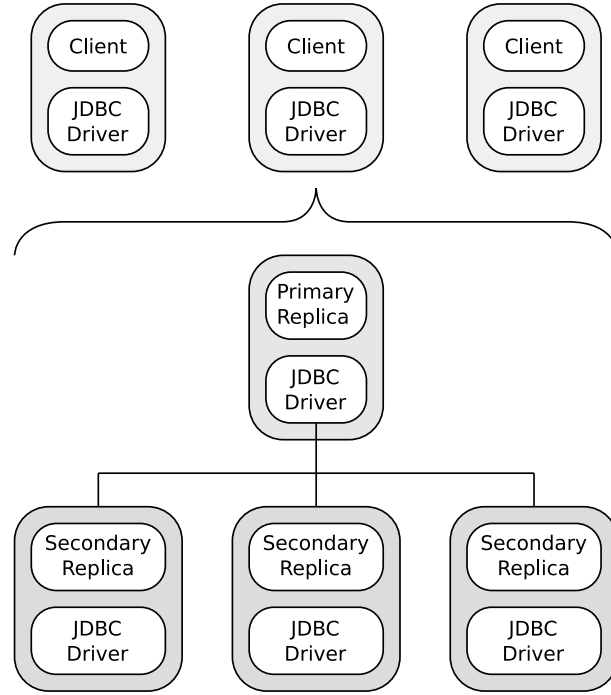 Client
Client
Client
JDBC
Driver
JDBC
Driver
JDBC
Driver
Primary
Replica
JDBC
Driver
Secondary
Replica
Secondary
Replica
Secondary
Replica
JDBC
Driver
JDBC
Driver
JDBC
Driver